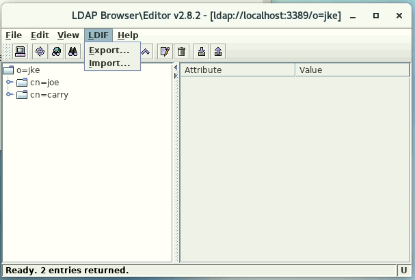 LDAP Browser\Editor v2.8.2 - [ldap://localhost:3389/o=jke]
File Edit View LDIF Help
Export...
Import...
o=jke
cn=joe
cn=carry
Attribute Value
Ready. 2 entries returned. U